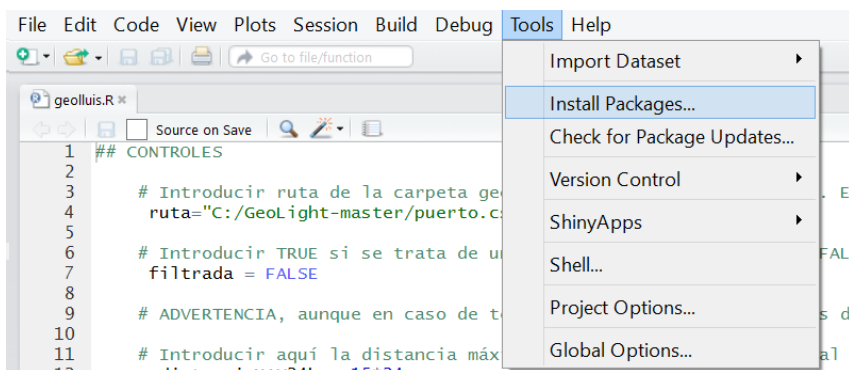 File Edit Code View Plots Session Build Debug Tools Help
Go to file/function
Import Dataset
geolluis.R
Install Packages...
Source on Save
Check for Package Updates...
1 ## CONTROLES
2
Version Control
3 # Introducir ruta de la carpeta . E
4 ruta="C:/GeoLight-master/puerto.
ShinyApps
5
6 # Introducir TRUE si se trata de FAL
7 filtrada = FALSE
Shell...
8
Project Options...
9 # ADVERTENCIA, aunque en caso de
10
11 # Introducir aquí la distancia
Global Options...